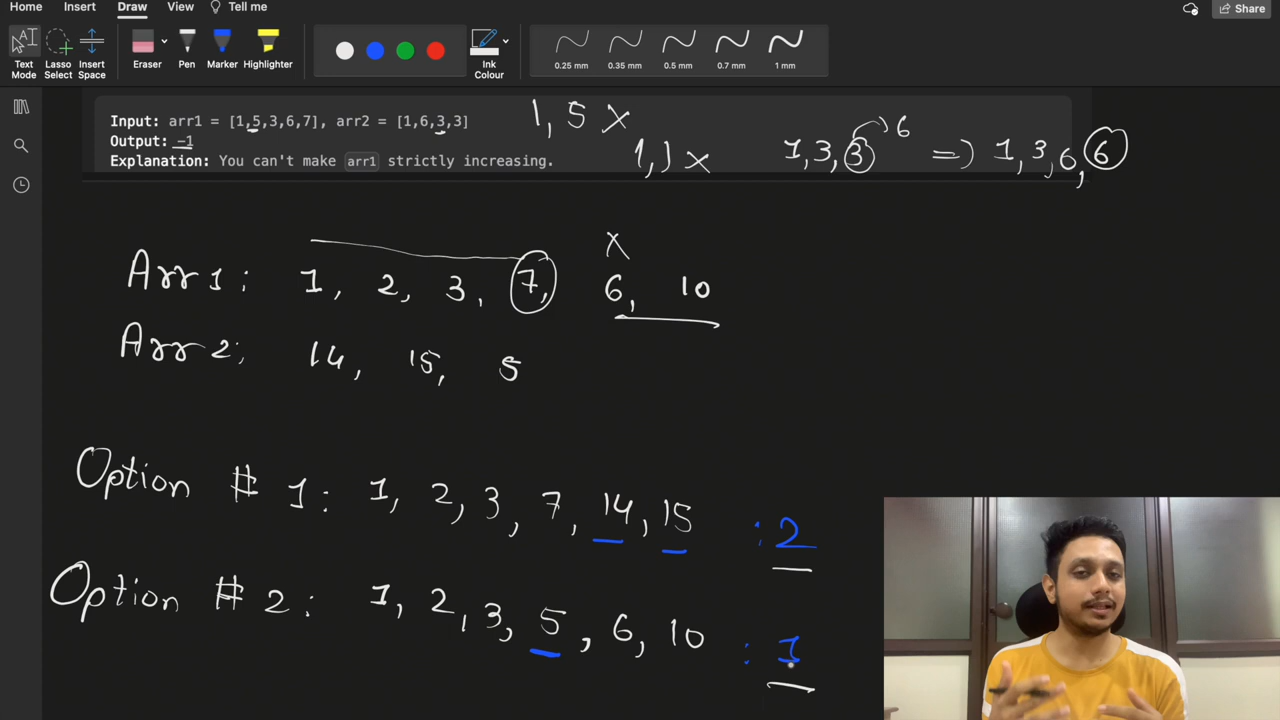 Home Insert Draw View Tell me Share
Text Mode Lasso Select Insert Space Eraser Pen Marker Highlighter Ink Colour 0.25 mm 0.35 mm 0.5 mm 0.7 mm 1 mm
Input: arr1 = [1,5,3,6,7], arr2 = [1,6,3,3]
Output: -1
Explanation: You can't make arr1 strictly increasing.
1, 5 X
1, 1 X
1, 3, 3 6 => 1, 3, 6, 6
X
Arr 1: 1, 2, 3, 7, 6, 10
Arr 2: 14, 15, 5
Option # 1: 1, 2, 3, 7, 14, 15 : 2
Option # 2: 1, 2, 3, 5, 6, 10 : 1